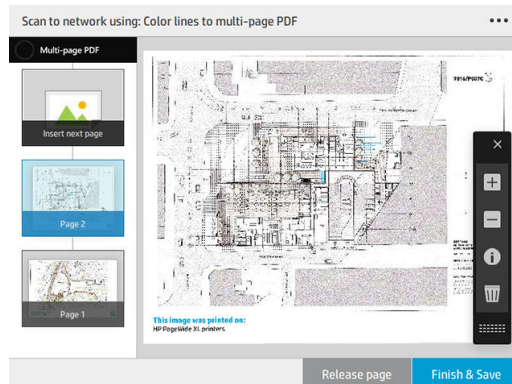 Scan to network using: Color lines to multi-page PDF
Multi-page PDF
Insert next page
Page 2
Page 1
This image was printed on:
HP PageWide XL printers
Release page
Finish & Save